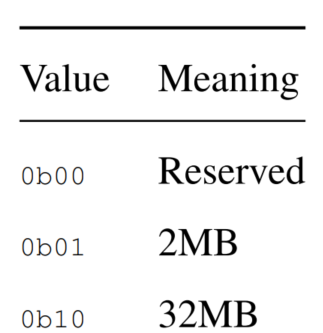 Value Meaning
0b00 Reserved
0b01 2MB
0b10 32MB